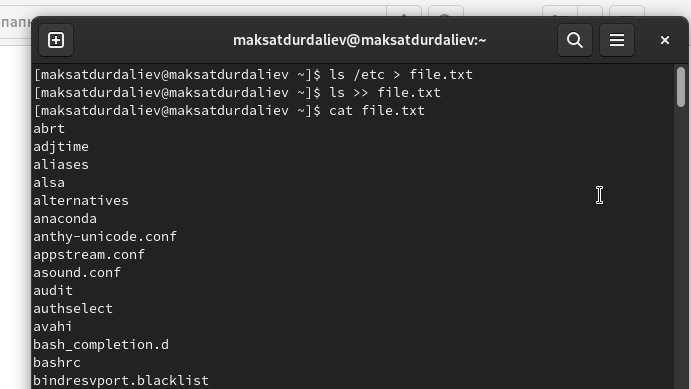 папк
maksatdurdaliev@maksatdurdaliev:~
[maksatdurdaliev@maksatdurdaliev ~]$ ls /etc > file.txt
[maksatdurdaliev@maksatdurdaliev ~]$ ls >> file.txt
[maksatdurdaliev@maksatdurdaliev ~]$ cat file.txt
abrt
adjtime
aliases
alsa
alternatives
anaconda
anthy-unicode.conf
appstream.conf
asound.conf
audit
authselect
avahi
bash_completion.d
bashrc
bindresvport.blacklist